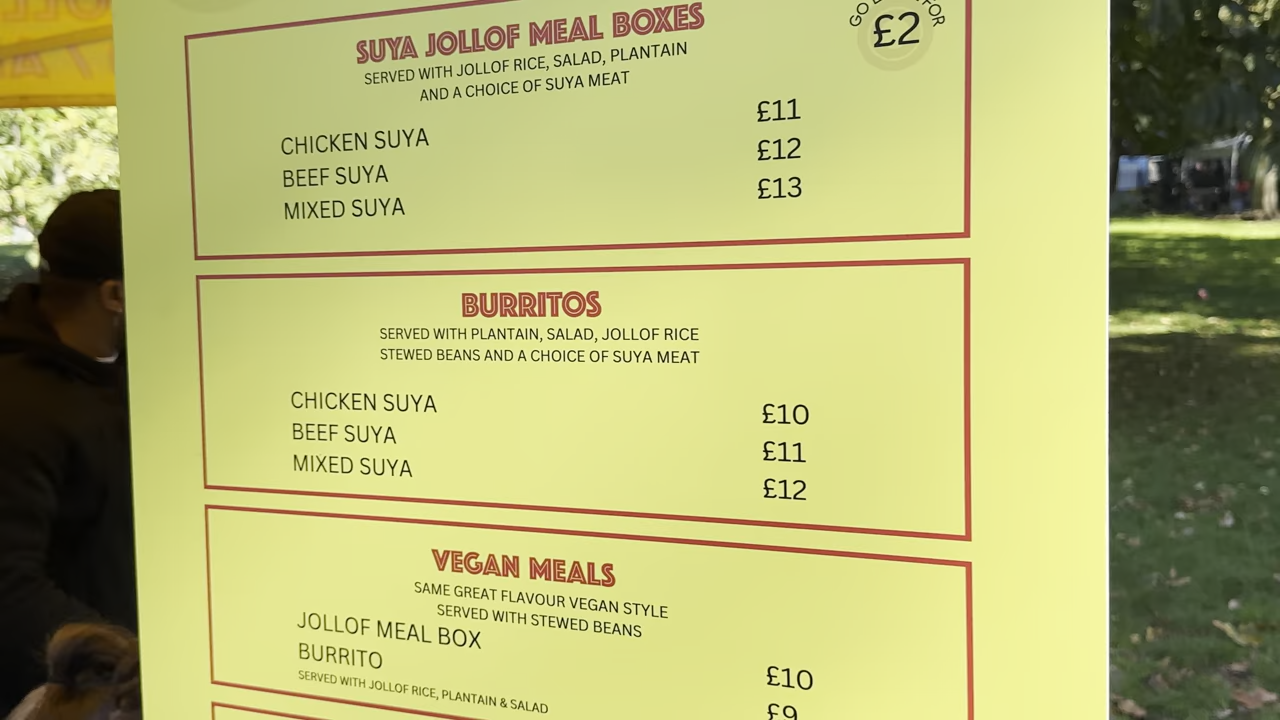 SUYA JOLLOF MEAL BOXES
SERVED WITH JOLLOF RICE, SALAD, PLANTAIN
AND A CHOICE OF SUYA MEAT
£2
CHICKEN SUYA £11
BEEF SUYA £12
MIXED SUYA £13
BURRITOS
SERVED WITH PLANTAIN, SALAD, JOLLOF RICE
STEWED BEANS AND A CHOICE OF SUYA MEAT
CHICKEN SUYA £10
BEEF SUYA £11
MIXED SUYA £12
VEGAN MEALS
SAME GREAT FLAVOUR VEGAN STYLE
SERVED WITH STEWED BEANS
JOLLOF MEAL BOX £10
BURRITO £9
SERVED WITH JOLLOF RICE, PLANTAIN & SALAD